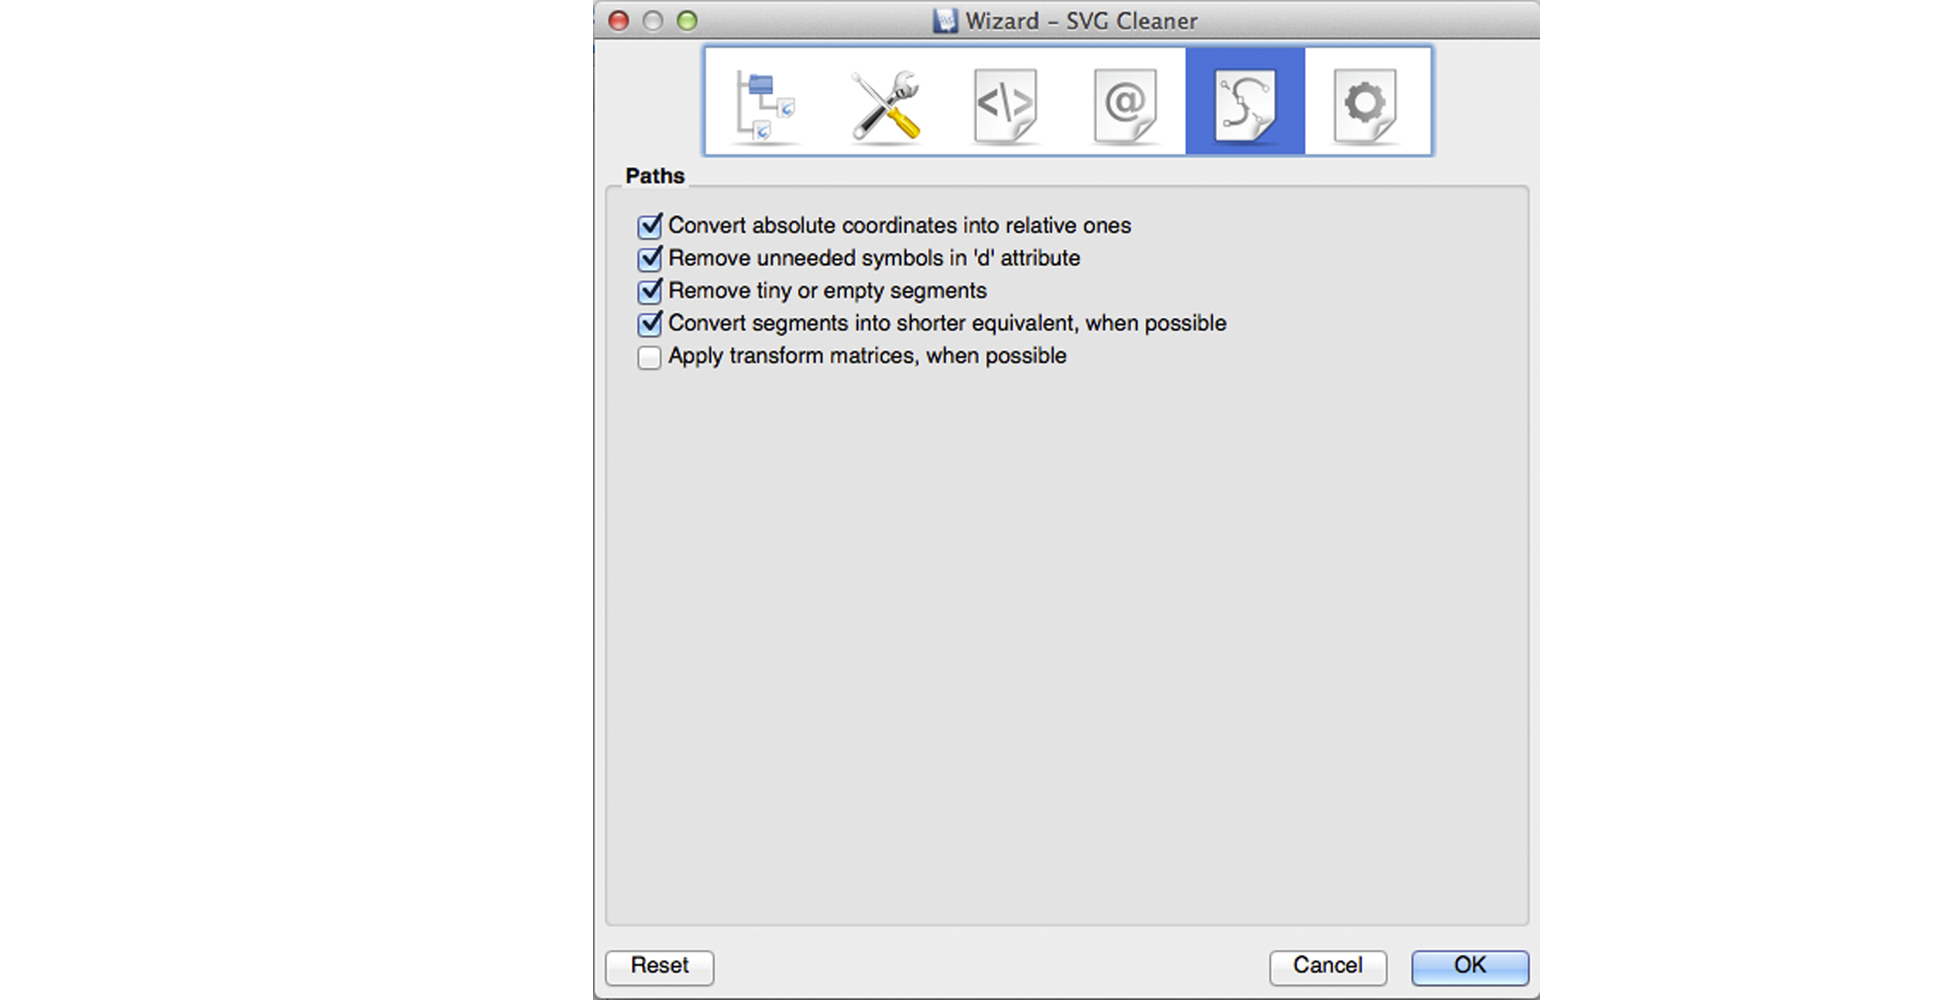 Wizard – SVG Cleaner
<\>
@
Paths
Convert absolute coordinates into relative ones
Remove unneeded symbols in 'd' attribute
Remove tiny or empty segments
Convert segments into shorter equivalent, when possible
Apply transform matrices, when possible
Reset
Cancel
OK